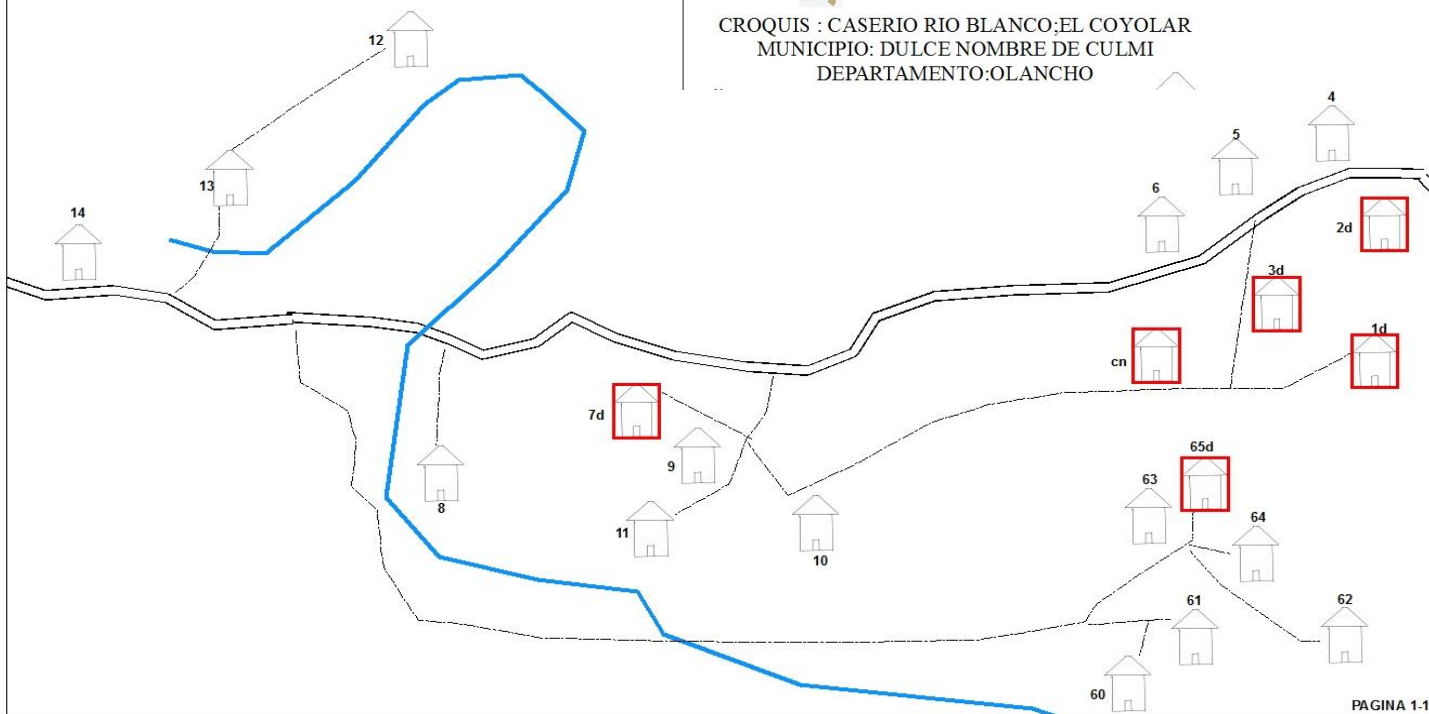 CROQUIS : CASERIO RIO BLANCO;EL COYOLAR
MUNICIPIO: DULCE NOMBRE DE CULMI
DEPARTAMENTO:OLANCHO
12
4
5
13
6
14
2d
3d
1d
cn
7d
9
65d
63
8
11
64
10
61
62
60
PAGINA 1-1